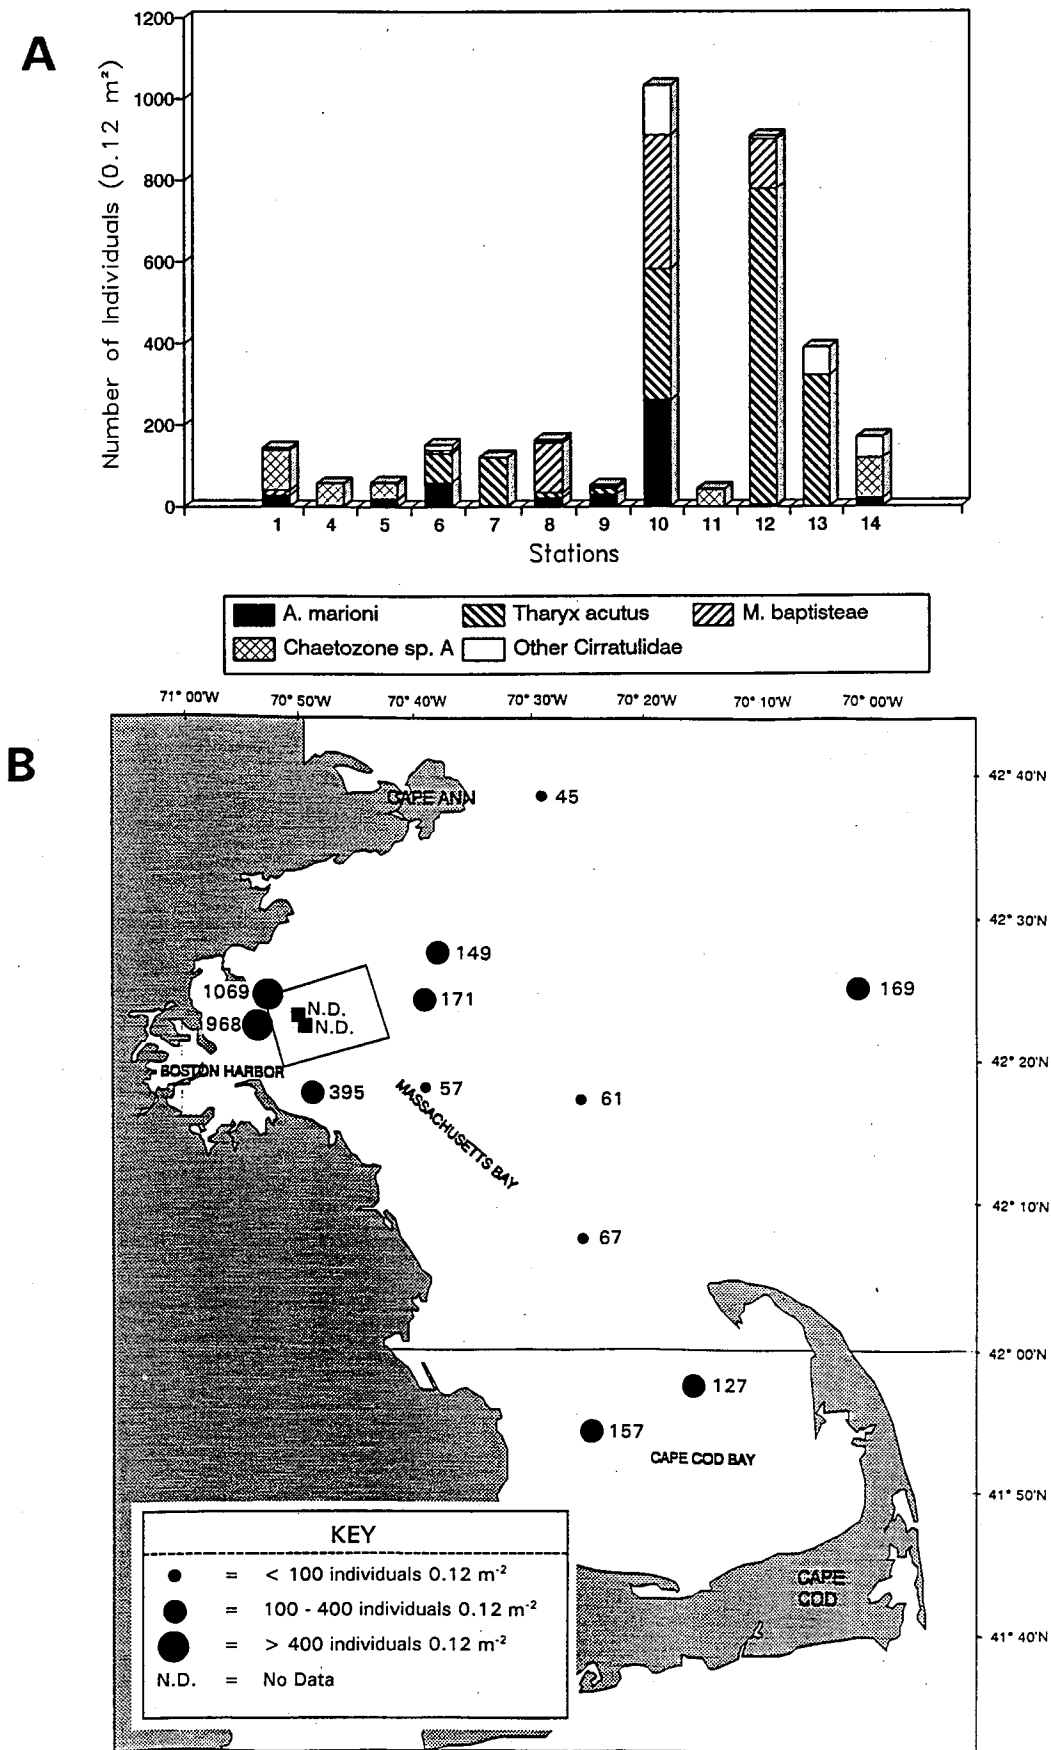 A
Number of Individuals (0.12 m²)
1200
1000
800
600
400
200
0
1 4 5 6 7 8 9 10 11 12 13 14
Stations
A. marioni Tharyx acutus M. baptisteae
Chaetozone sp. A Other Cirratulidae
B
71° 00'W 70° 50'W 70° 40'W 70° 30'W 70° 20'W 70° 10'W 70° 00'W
42° 40'N
CAPE ANN
45
42° 30'N
149
169
1069
171
N.D.
968
N.D.
42° 20'N
BOSTON HARBOR
395
57
61
MASSACHUSETTS BAY
42° 10'N
67
42° 00'N
127
157
CAPE COD BAY
41° 50'N
CAPE
COD
41° 40'N
KEY
= < 100 individuals 0.12 m⁻²
= 100 - 400 individuals 0.12 m⁻²
= > 400 individuals 0.12 m⁻²
N.D. = No Data